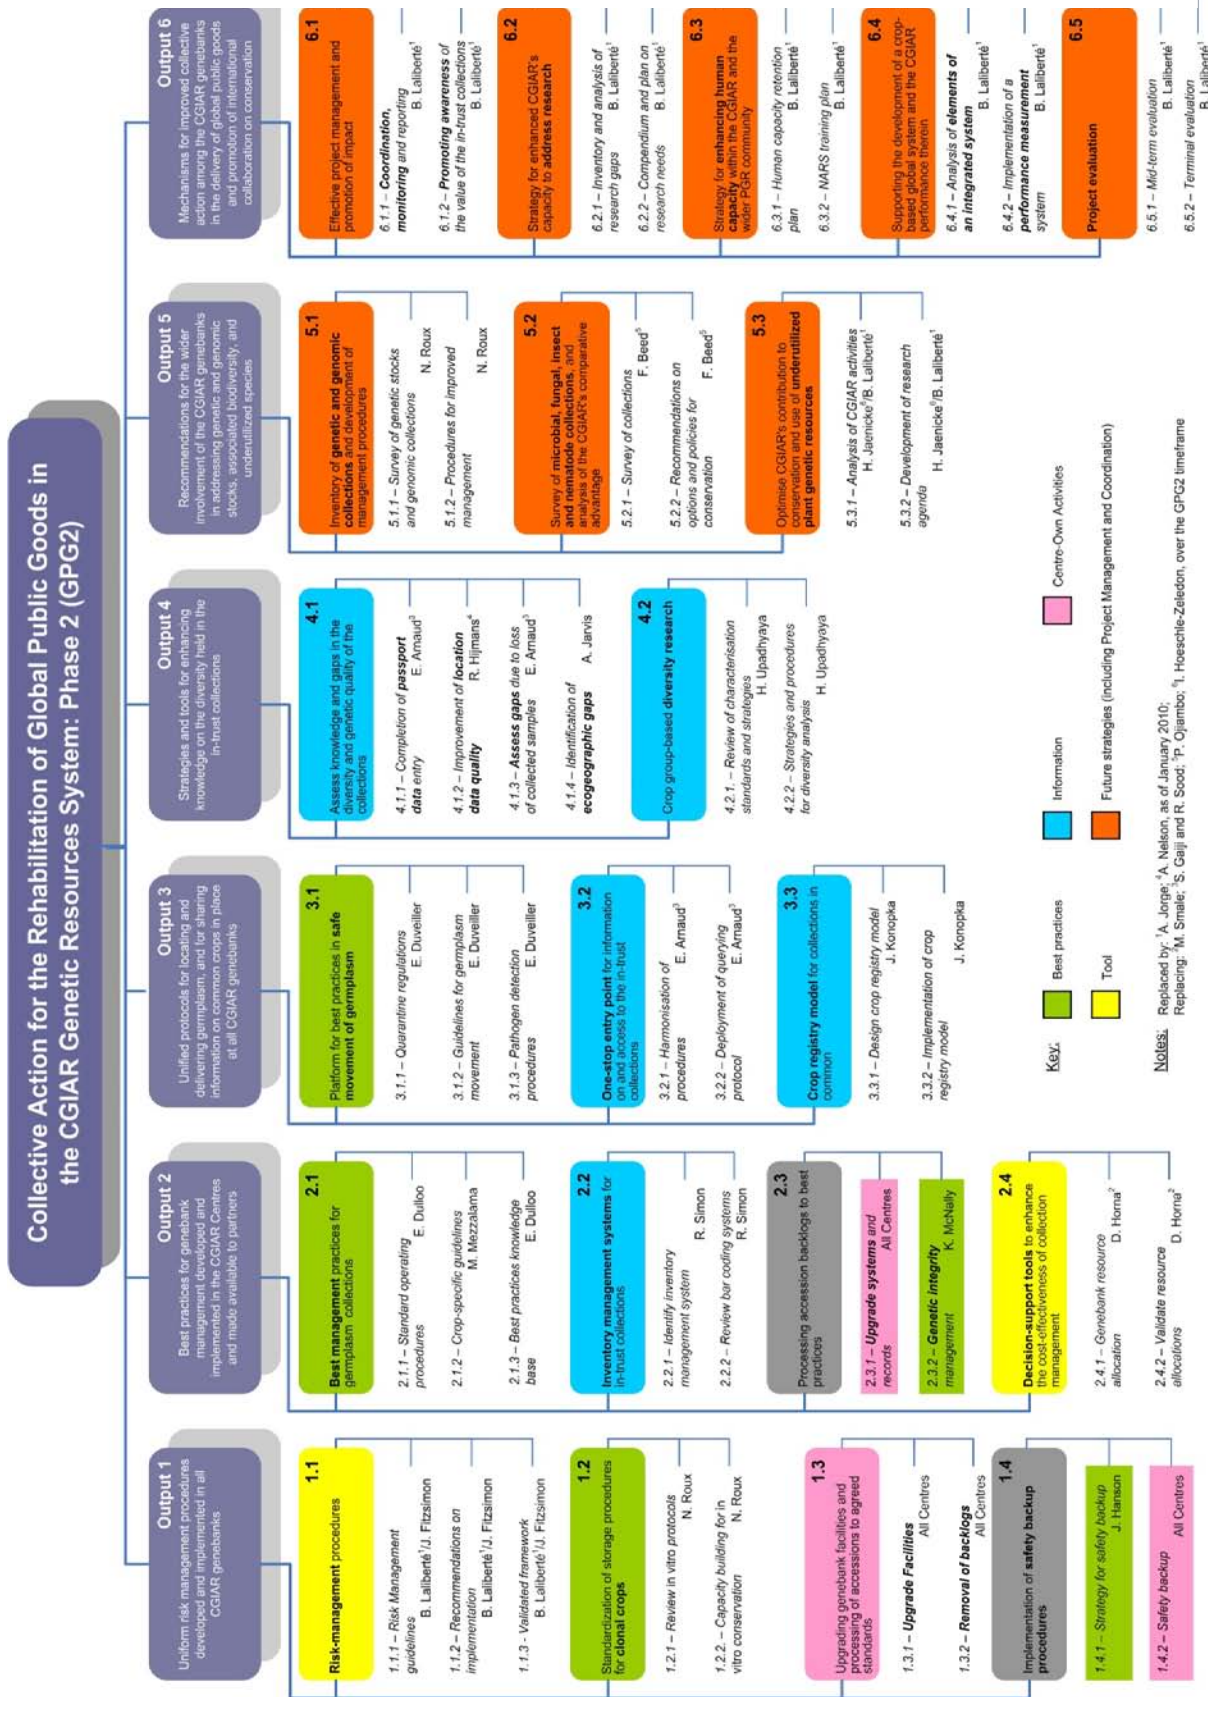 Collective Action for the Rehabilitation of Global Public Goods in
the CGIAR Genetic Resources System: Phase 2 (GPG2)
Output 1
Uniform risk management procedures
developed and implemented in all
CGIAR genebanks
1.1
Risk-management procedures
1.1.1 – Risk Management
guidelines
B. Laliberté¹/J. Fitzsimon
1.1.2 – Recommendations on
implementation
B. Laliberté¹/J. Fitzsimon
1.1.3 - Validated framework
B. Laliberté¹/J. Fitzsimon
1.2
Standardization of storage procedures
for clonal crops
1.2.1 – Review in vitro protocols
N. Roux
1.2.2. – Capacity building for in
vitro conservation
N. Roux
1.3
Upgrading genebank facilities and
processing of accessions to agreed
standards
1.3.1 – Upgrade Facilities
All Centres
1.3.2 – Removal of backlogs
All Centres
1.4
Implementation of safety backup
procedures
1.4.1 – Strategy for safety backup
J. Hanson
1.4.2 – Safety backup
All Centres
Output 2
Best practices for genebank
management developed and
implemented in the CGIAR Centres
and made available to partners
2.1
Best management practices for
germplasm collections
2.1.1 – Standard operating
procedures
E. Dulloo
2.1.2 – Crop-specific guidelines
M. Mezzalama
2.1.3 – Best practices knowledge
base
E. Dulloo
2.2
Inventory management systems for
in-trust collections
2.2.1 – Identify inventory
management system
R. Simon
2.2.2 – Review bar coding systems
R. Simon
2.3
Processing accession backlogs to best
practices
2.3.1 – Upgrade systems and
records
All Centres
2.3.2 – Genetic integrity
management
K. McNally
2.4
Decision-support tools to enhance
the cost-effectiveness of collection
management
2.4.1 – Genebank resource
allocation
D. Horna²
2.4.2 – Validate resource
allocations
D. Horna²
Output 3
Unified protocols for locating and
delivering germplasm, and for sharing
information on common crops in place
at all CGIAR genebanks
3.1
Platform for best practices in safe
movement of germplasm
3.1.1 – Quarantine regulations
E. Duveiller
3.1.2 – Guidelines for germplasm
movement
E. Duveiller
3.1.3 – Pathogen detection
procedures
E. Duveiller
3.2
One-stop entry point for information
on and access to the in-trust
collections
3.2.1 – Harmonisation of
procedures
E. Arnaud³
3.2.2 – Deployment of querying
protocol
E. Arnaud³
3.3
Crop registry model for collections in
common
3.3.1 – Design crop registry model
J. Konopka
3.3.2 – Implementation of crop
registry model
J. Konopka
Output 4
Strategies and tools for enhancing
knowledge on the diversity held in the
in-trust collections
4.1
Assess knowledge and gaps in the
diversity and genetic quality of the
collections
4.1.1 – Completion of passport
data entry
E. Arnaud³
4.1.2 – Improvement of location
data quality
R. Hijmans⁴
4.1.3 – Assess gaps due to loss
of collected samples
E. Arnaud³
4.1.4 – Identification of
ecogeographic gaps
A. Jarvis
4.2
Crop group-based diversity research
4.2.1. – Review of characterisation
standards and strategies
H. Upadhyaya
4.2.2 – Strategies and procedures
for diversity analysis
H. Upadhyaya
Output 5
Recommendations for the wider
involvement of the CGIAR genebanks
in addressing genetic and genomic
stocks, associated biodiversity, and
underutilized species
5.1
Inventory of genetic and genomic
collections and development of
management procedures
5.1.1 – Survey of genetic stocks
and genomic collections
N. Roux
5.1.2 – Procedures for improved
management
N. Roux
5.2
Survey of microbial, fungal, insect
and nematode collections, and
analysis of the CGIAR's comparative
advantage
5.2.1 – Survey of collections
F. Beed⁵
5.2.2 – Recommendations on
options and policies for
conservation
F. Beed⁵
5.3
Optimise CGIAR's contribution to
conservation and use of underutilized
plant genetic resources
5.3.1 – Analysis of CGIAR activities
H. Jaenicke⁶/B. Laliberté¹
5.3.2 – Development of research
agenda
H. Jaenicke⁶/B. Laliberté¹
Output 6
Mechanisms for improved collective
action among the CGIAR genebanks
in the delivery of global public goods
and promotion of international
collaboration on conservation
6.1
Effective project management and
promotion of impact
6.1.1 – Coordination,
monitoring and reporting
B. Laliberté¹
6.1.2 – Promoting awareness of
the value of the in-trust collections
B. Laliberté¹
6.2
Strategy for enhanced CGIAR's
capacity to address research
6.2.1 – Inventory and analysis of
research gaps
B. Laliberté¹
6.2.2 – Compendium and plan on
research needs
B. Laliberté¹
6.3
Strategy for enhancing human
capacity within the CGIAR and the
wider PGR community
6.3.1 – Human capacity retention
plan
B. Laliberté¹
6.3.2 – NARS training plan
B. Laliberté¹
6.4
Supporting the development of a crop-
based global system and the CGIAR
performance therein
6.4.1 – Analysis of elements of
an integrated system
B. Laliberté¹
6.4.2 – Implementation of a
performance measurement
system
B. Laliberté¹
6.5
Project evaluation
6.5.1 – Mid-term evaluation
B. Laliberté¹
6.5.2 – Terminal evaluation
B. Laliberté¹
Key:
Best practices
Information
Centre-Own Activities
Tool
Future strategies (including Project Management and Coordination)
Notes: Replaced by: ¹A. Jorge; ⁴A. Nelson, as of January 2010;
Replacing: ²M. Smale; ³S. Gaiji and R. Sood; ⁵P. Ojiambo; ⁶I. Hoeschle-Zeledon, over the GPG2 timeframe